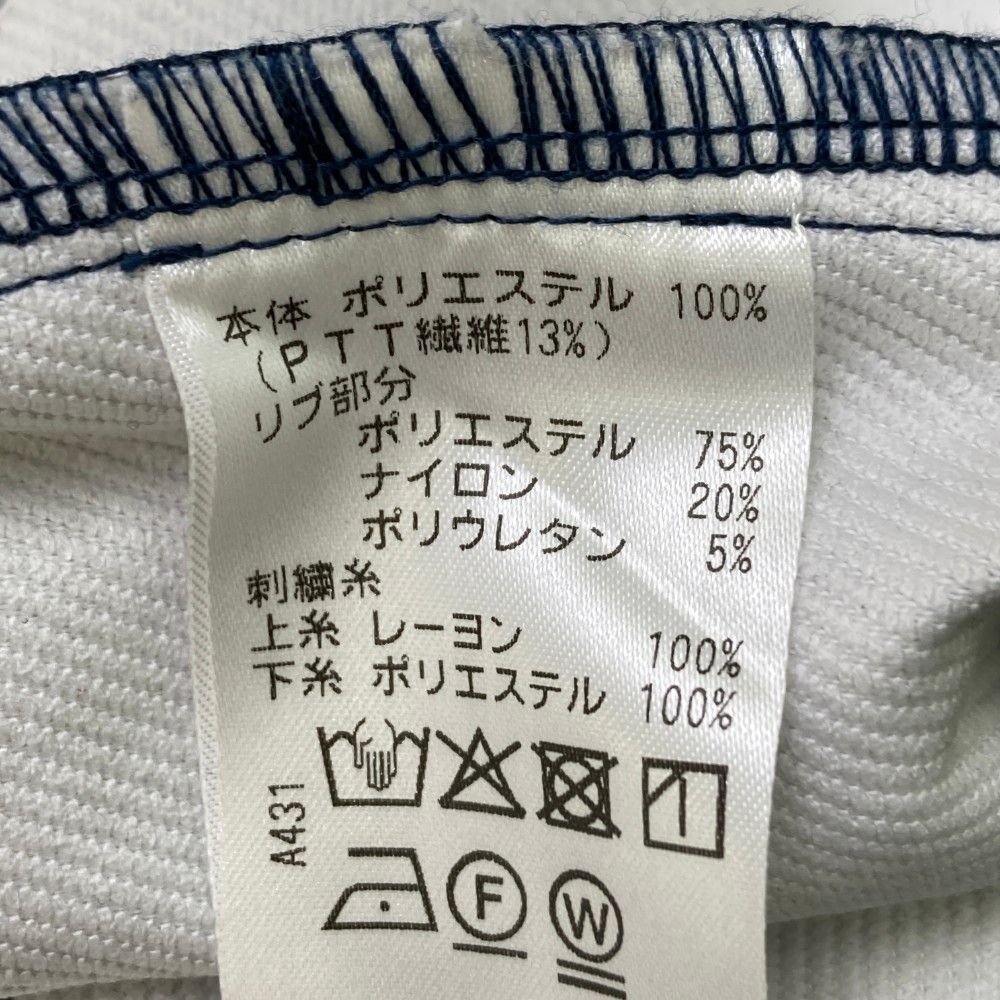 本体 ポリエステル 100%
(PTT繊維13%)
リブ部分
ポリエステル 75%
ナイロン 20%
ポリウレタン 5%
刺繍糸
上糸 レーヨン 100%
下糸 ポリエステル 100%
A431
F
W